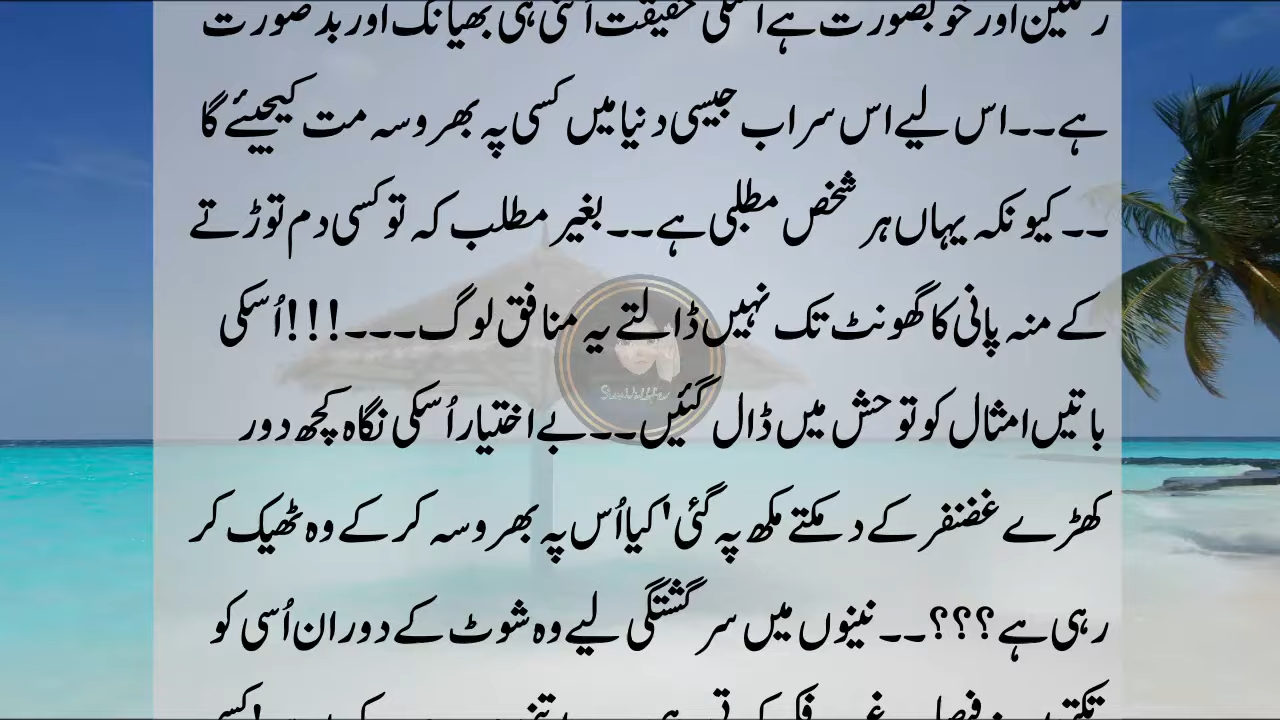 رنگین اور خوبصورت ہے اسکی حقیقت اتنی ہی بھیانک اور بدصورت
ہے۔۔اس لیے اس سراب جیسی دنیا میں کسی پہ بھروسہ مت کیجیئے گا
۔۔کیونکہ یہاں ہر شخص مطلبی ہے۔۔بغیر مطلب کہ تو کسی دم توڑتے
کے منہ پانی کا گھونٹ تک نہیں ڈالتے یہ منافق لوگ۔۔۔!!!اُسکی
باتیں امثال کو توحش میں ڈال گئیں۔۔بے اختیار اُسکی نگاہ کچھ دور
کھڑے غضنفر کے دمکتے مکھ پہ گئی'کیا اُس پہ بھروسہ کر کے وہ ٹھیک کر
رہی ہے؟؟؟۔۔نینوں میں سرگشتگی لیے وہ شوٹ کے دوران اُسی کو